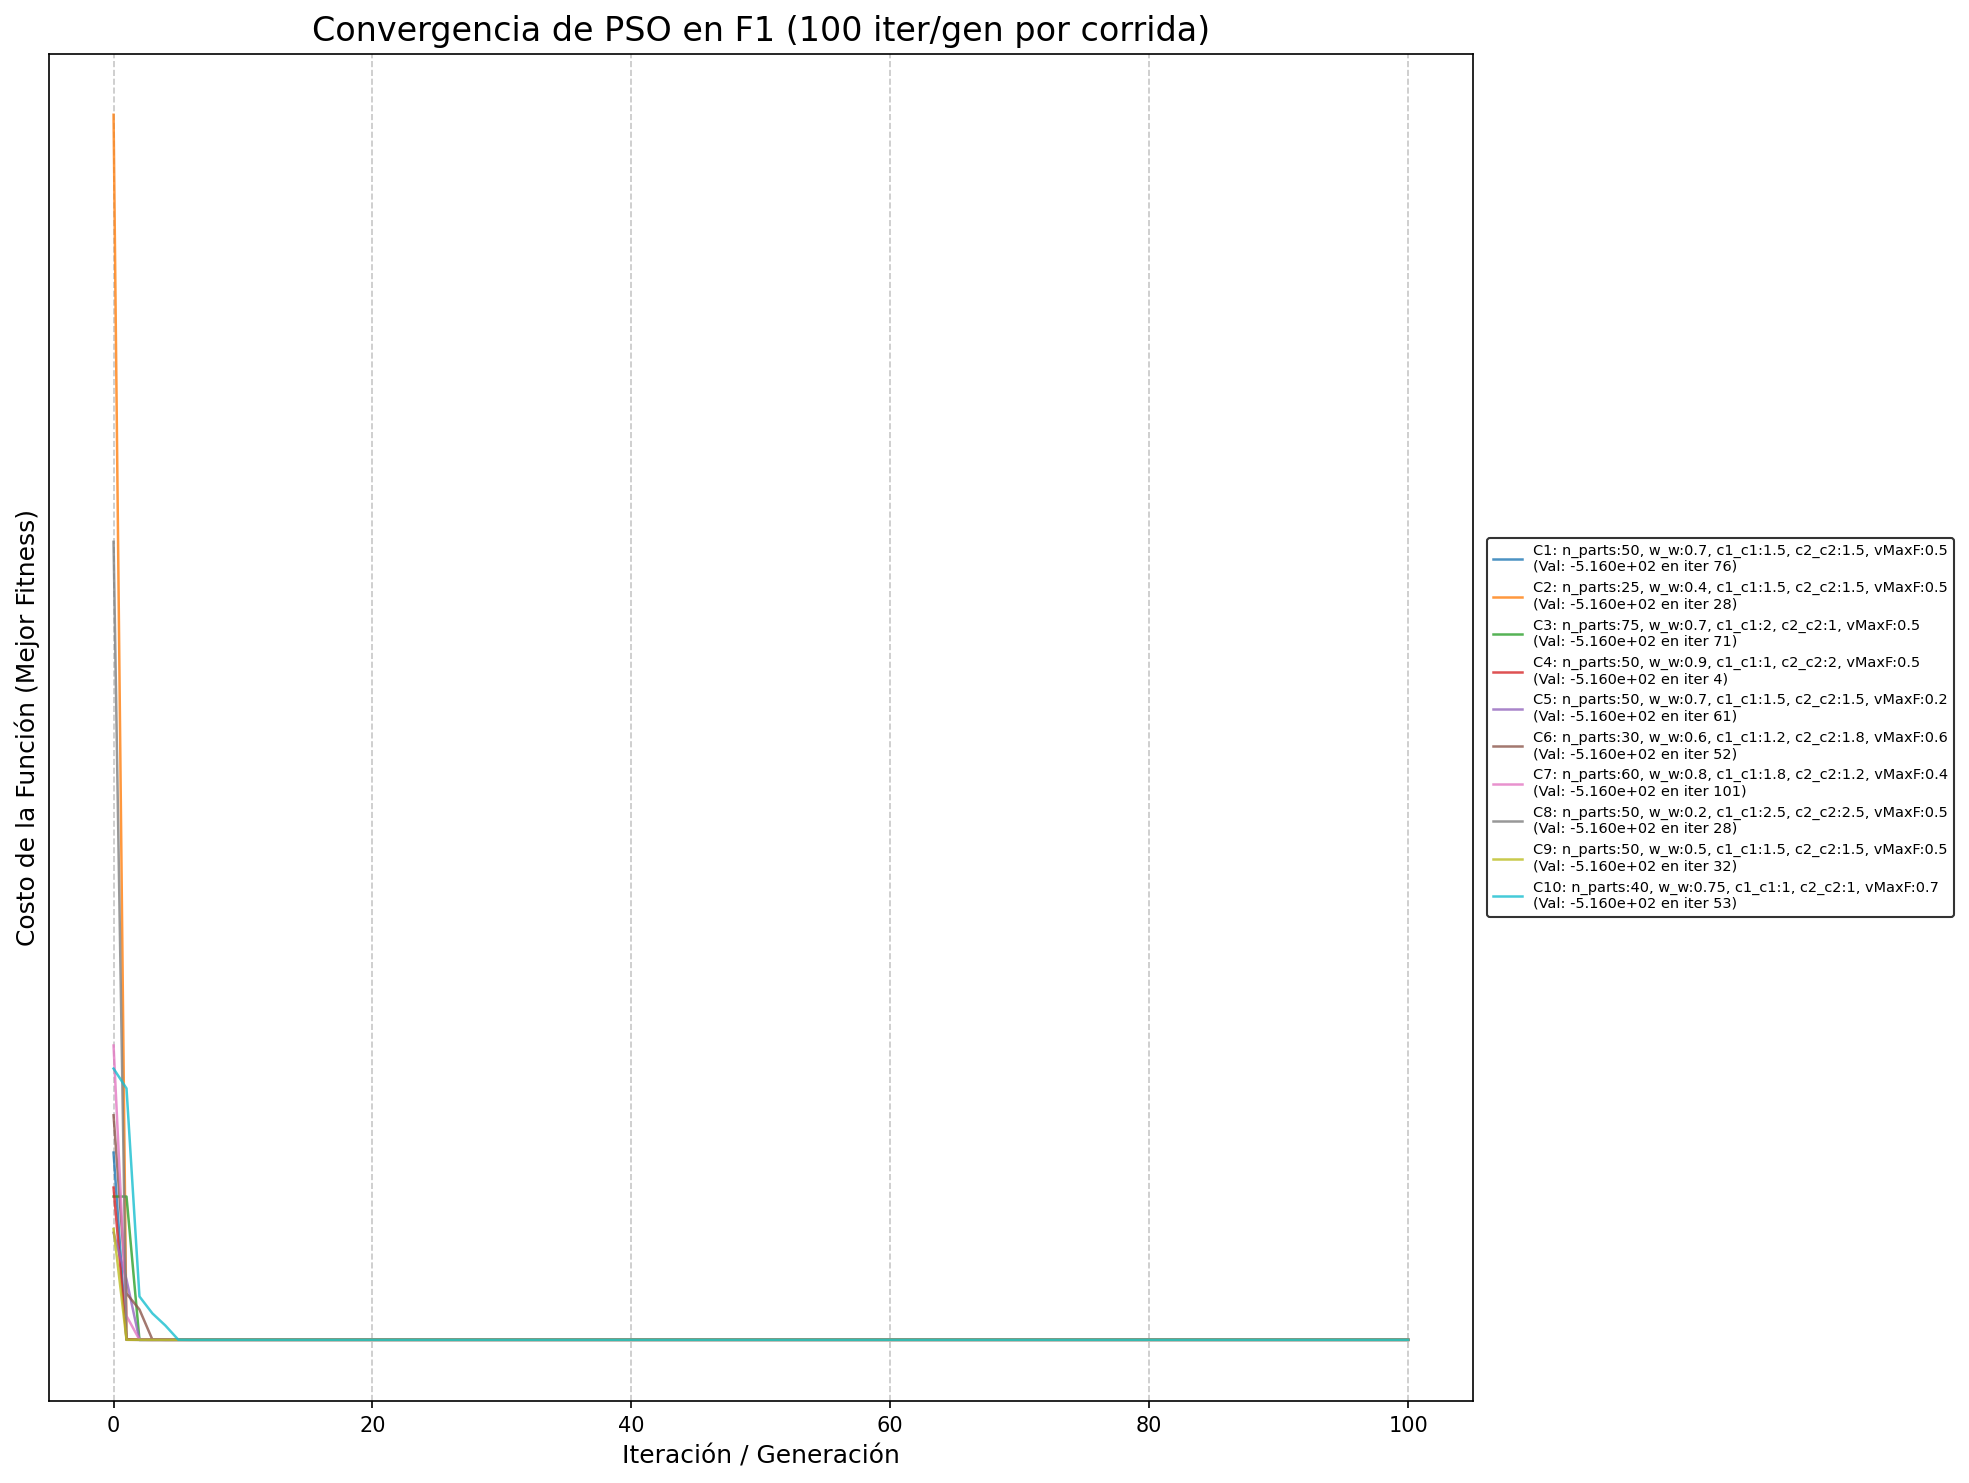 Convergencia de PSO en F1 (100 iter/gen por corrida)
Costo de la Función (Mejor Fitness)
0 20 40 60 80 100
Iteración / Generación
C1: n_parts:50, w_w:0.7, c1_c1:1.5, c2_c2:1.5, vMaxF:0.5
(Val: -5.160e+02 en iter 76)
C2: n_parts:25, w_w:0.4, c1_c1:1.5, c2_c2:1.5, vMaxF:0.5
(Val: -5.160e+02 en iter 28)
C3: n_parts:75, w_w:0.7, c1_c1:2, c2_c2:1, vMaxF:0.5
(Val: -5.160e+02 en iter 71)
C4: n_parts:50, w_w:0.9, c1_c1:1, c2_c2:2, vMaxF:0.5
(Val: -5.160e+02 en iter 4)
C5: n_parts:50, w_w:0.7, c1_c1:1.5, c2_c2:1.5, vMaxF:0.2
(Val: -5.160e+02 en iter 61)
C6: n_parts:30, w_w:0.6, c1_c1:1.2, c2_c2:1.8, vMaxF:0.6
(Val: -5.160e+02 en iter 52)
C7: n_parts:60, w_w:0.8, c1_c1:1.8, c2_c2:1.2, vMaxF:0.4
(Val: -5.160e+02 en iter 101)
C8: n_parts:50, w_w:0.2, c1_c1:2.5, c2_c2:2.5, vMaxF:0.5
(Val: -5.160e+02 en iter 28)
C9: n_parts:50, w_w:0.5, c1_c1:1.5, c2_c2:1.5, vMaxF:0.5
(Val: -5.160e+02 en iter 32)
C10: n_parts:40, w_w:0.75, c1_c1:1, c2_c2:1, vMaxF:0.7
(Val: -5.160e+02 en iter 53)